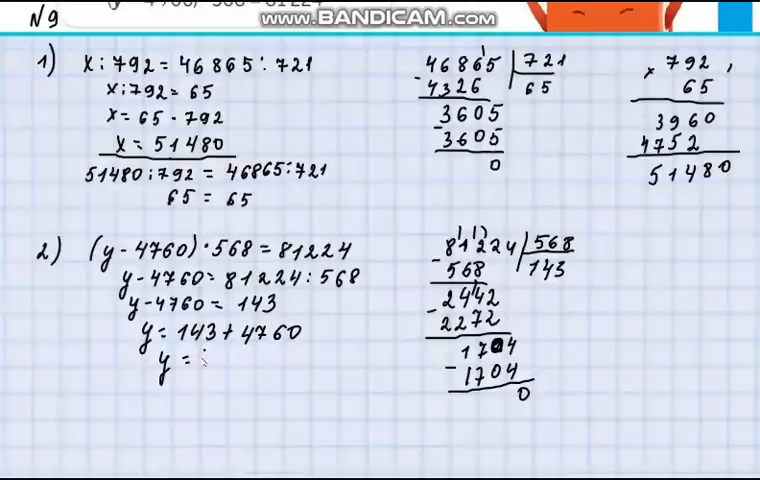 WWW.BANDICAM.COM
N9
1) x : 792 = 46865 : 721
x : 792 = 65
x = 65 · 792
x = 51480
51480 : 792 = 46865 : 721
65 = 65
46865 | 721
- 4326 | 65
3605
- 3605
0
× 792
65
3960
4752
51480
2) (y - 4760) · 568 = 81224
y - 4760 = 81224 : 568
y - 4760 = 143
y = 143 + 4760
y =
81224 | 568
- 568 | 143
2442
- 2272
1704
- 1704
0